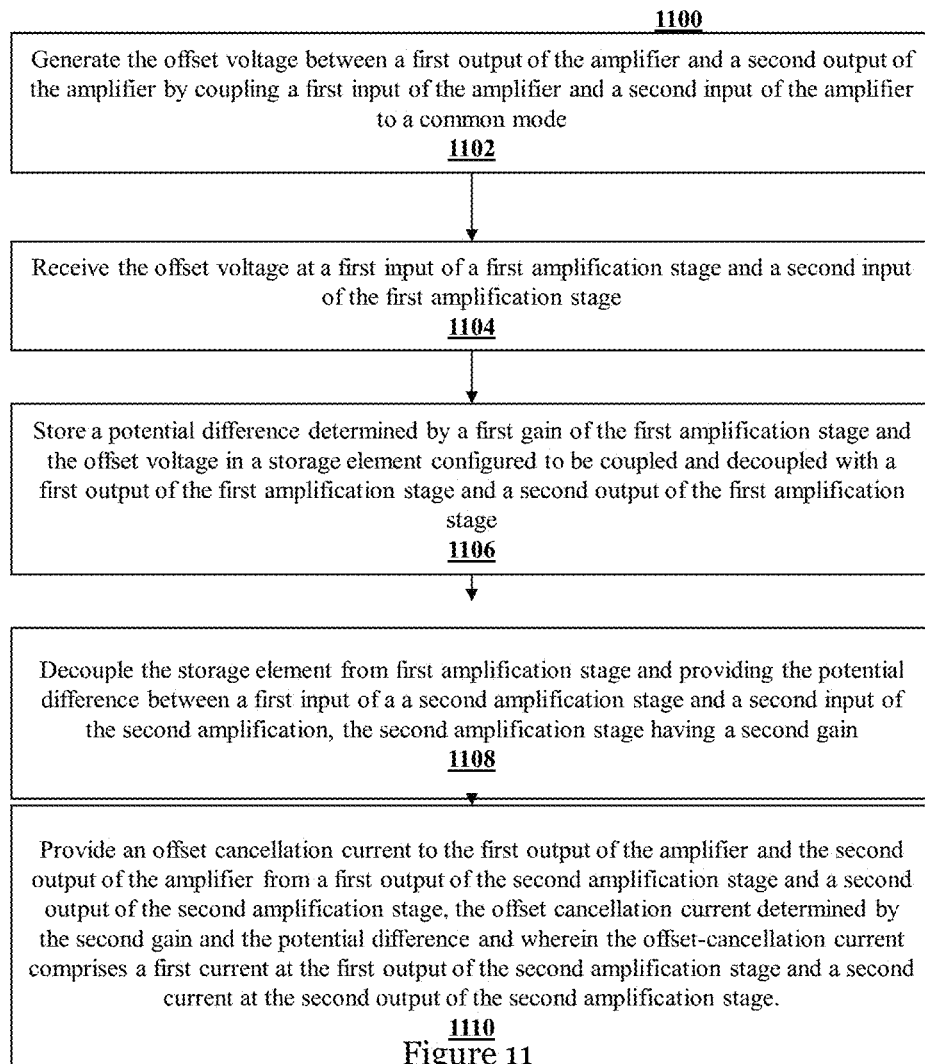 1100
Generate the offset voltage between a first output of the amplifier and a second output of
the amplifier by coupling a first input of the amplifier and a second input of the amplifier
to a common mode
1102
Receive the offset voltage at a first input of a first amplification stage and a second input
of the first amplification stage
1104
Store a potential difference determined by a first gain of the first amplification stage and
the offset voltage in a storage element configured to be coupled and decoupled with a
first output of the first amplification stage and a second output of the first amplification
stage
1106
Decouple the storage element from first amplification stage and providing the potential
difference between a first input of a a second amplification stage and a second input of
the second amplification, the second amplification stage having a second gain
1108
Provide an offset cancellation current to the first output of the amplifier and the second
output of the amplifier from a first output of the second amplification stage and a second
output of the second amplification stage, the offset cancellation current determined by
the second gain and the potential difference and wherein the offset-cancellation current
comprises a first current at the first output of the second amplification stage and a second
current at the second output of the second amplification stage.
1110
Figure 11